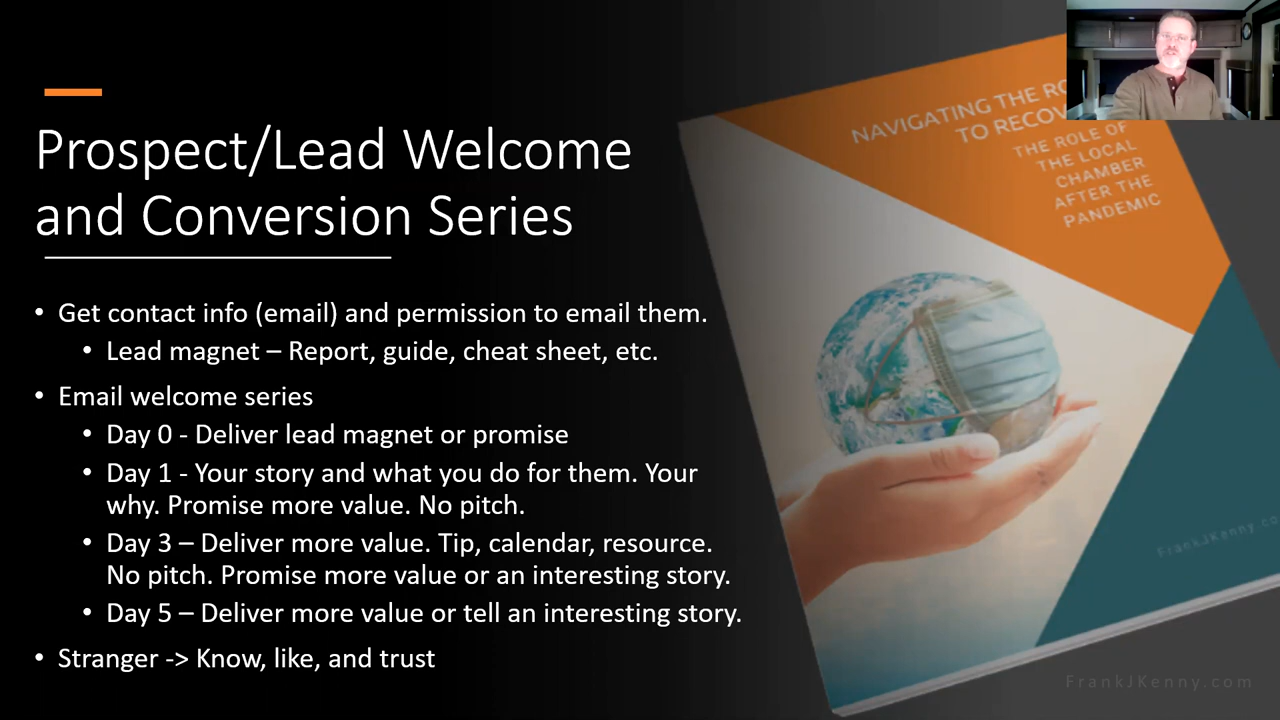 Prospect/Lead Welcome
and Conversion Series
• Get contact info (email) and permission to email them.
• Lead magnet – Report, guide, cheat sheet, etc.
• Email welcome series
• Day 0 - Deliver lead magnet or promise
• Day 1 - Your story and what you do for them. Your
why. Promise more value. No pitch.
• Day 3 – Deliver more value. Tip, calendar, resource.
No pitch. Promise more value or an interesting story.
• Day 5 – Deliver more value or tell an interesting story.
• Stranger -> Know, like, and trust
NAVIGATING THE
TO
THE ROLE OF
THE LOCAL
CHAMBER
AFTER THE
PANDEMIC
FrankJKenny.com